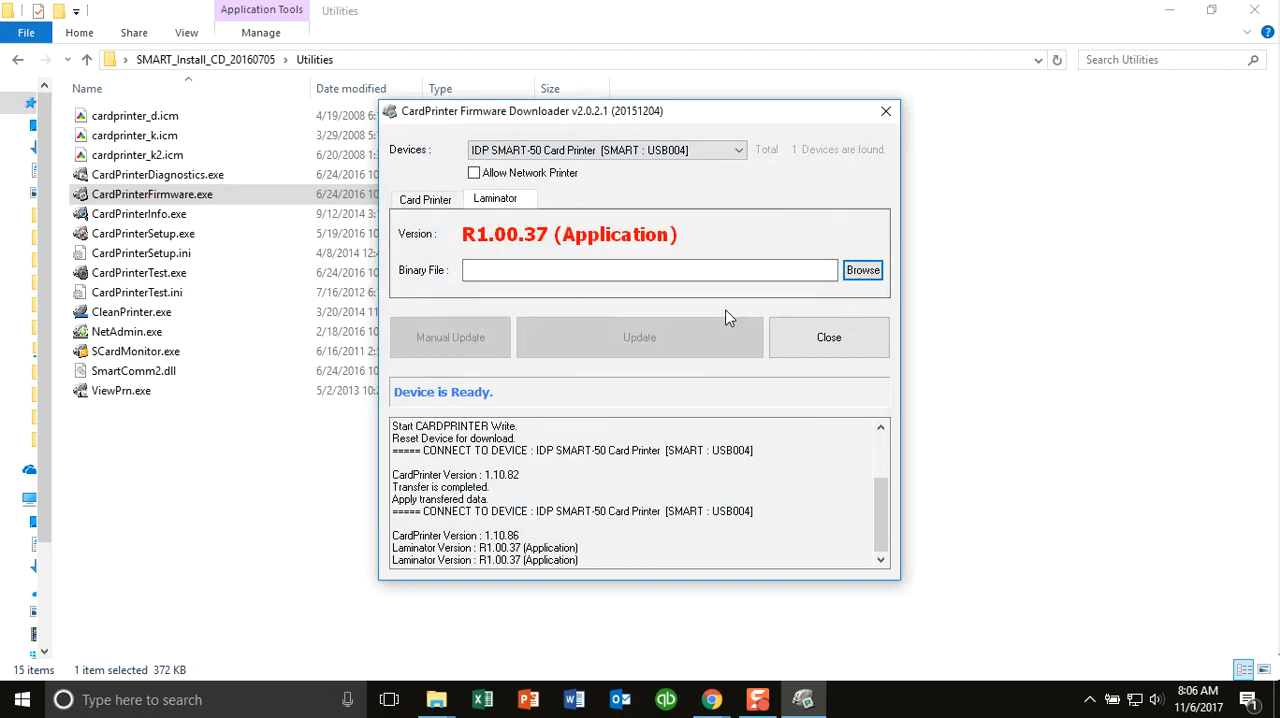 Application Tools
Utilities
File
Home
Share
View
Manage
SMART_Install_CD_20160705
Utilities
Search Utilities
Name
Date modified
Type
Size
cardprinter_d.icm
4/19/2008 6:
cardprinter_k.icm
3/29/2008 5:
cardprinter_k2.icm
6/20/2008 1:
CardPrinterDiagnostics.exe
6/24/2016 10
CardPrinterFirmware.exe
6/24/2016 10
CardPrinterInfo.exe
9/12/2014 3:
CardPrinterSetup.exe
5/19/2016 10
CardPrinterSetup.ini
4/8/2014 12:
CardPrinterTest.exe
6/24/2016 10
CardPrinterTest.ini
7/16/2012 6:
CleanPrinter.exe
3/20/2014 11
NetAdmin.exe
2/18/2016 10
SCardMonitor.exe
6/16/2011 2:5
SmartComm2.dll
6/24/2016 10
ViewPrn.exe
5/2/2013 10:2
CardPrinter Firmware Downloader v2.0.2.1 (20151204)
Devices :
IDP SMART-50 Card Printer [SMART : USB004]
Total 1 Devices are found.
Allow Network Printer
Card Printer
Laminator
Version :
R1.00.37 (Application)
Binary File :
Browse
Manual Update
Update
Close
Device is Ready.
Start CARDPRINTER Write.
Reset Device for download.
===== CONNECT TO DEVICE : IDP SMART-50 Card Printer [SMART : USB004]
CardPrinter Version : 1.10.82
Transfer is completed.
Apply transfered data.
===== CONNECT TO DEVICE : IDP SMART-50 Card Printer [SMART : USB004]
CardPrinter Version : 1.10.86
Laminator Version : R1.00.37 (Application)
Laminator Version : R1.00.37 (Application)
15 items
1 item selected 372 KB
Type here to search
8:06 AM
11/6/2017
1